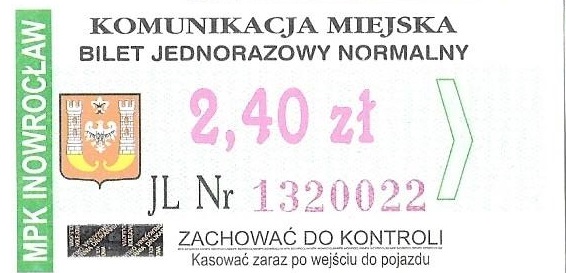 KOMUNIKACJA MIEJSKA
BILET JEDNORAZOWY NORMALNY
MPK INOWROCŁAW
2,40 zł
JL Nr 1320022
ZACHOWAĆ DO KONTROLI
Kasować zaraz po wejściu do pojazdu